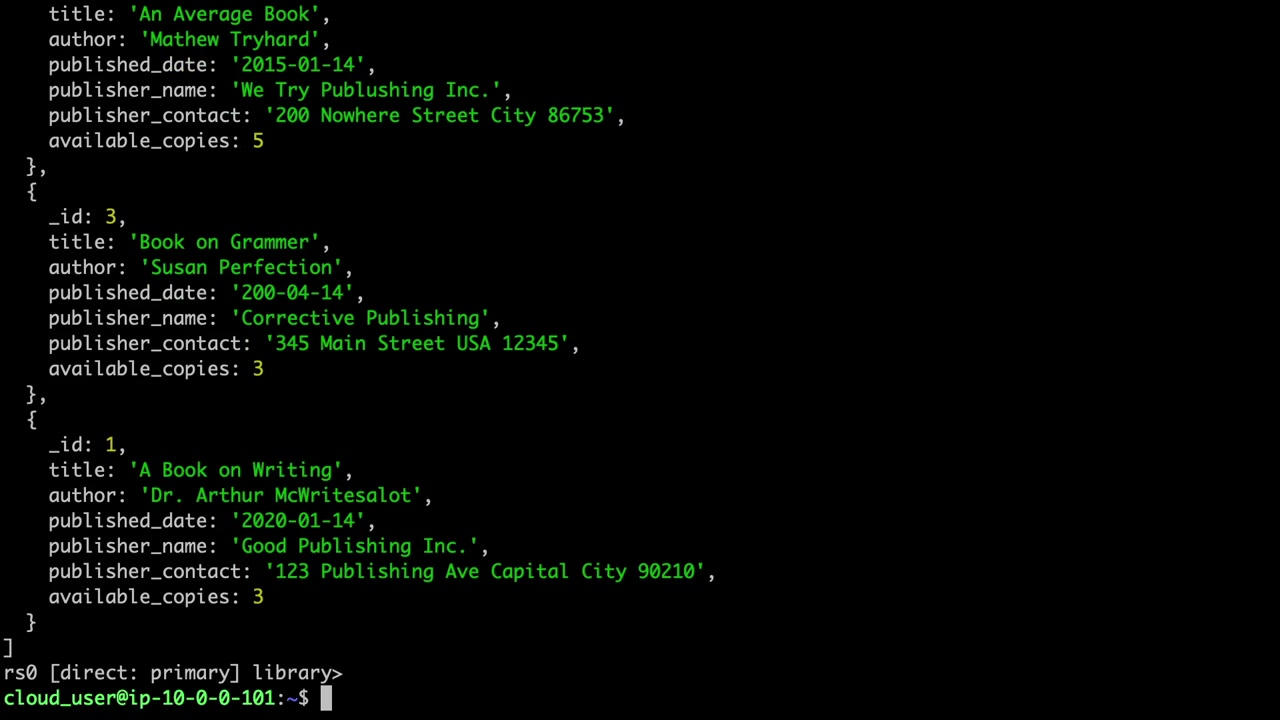 title: 'An Average Book',
author: 'Mathew Tryhard',
published_date: '2015-01-14',
publisher_name: 'We Try Publushing Inc.',
publisher_contact: '200 Nowhere Street City 86753',
available_copies: 5
},
{
_id: 3,
title: 'Book on Grammer',
author: 'Susan Perfection',
published_date: '200-04-14',
publisher_name: 'Corrective Publishing',
publisher_contact: '345 Main Street USA 12345',
available_copies: 3
},
{
_id: 1,
title: 'A Book on Writing',
author: 'Dr. Arthur McWritesalot',
published_date: '2020-01-14',
publisher_name: 'Good Publishing Inc.',
publisher_contact: '123 Publishing Ave Capital City 90210',
available_copies: 3
}
]
rs0 [direct: primary] library>
cloud_user@ip-10-0-0-101:~$